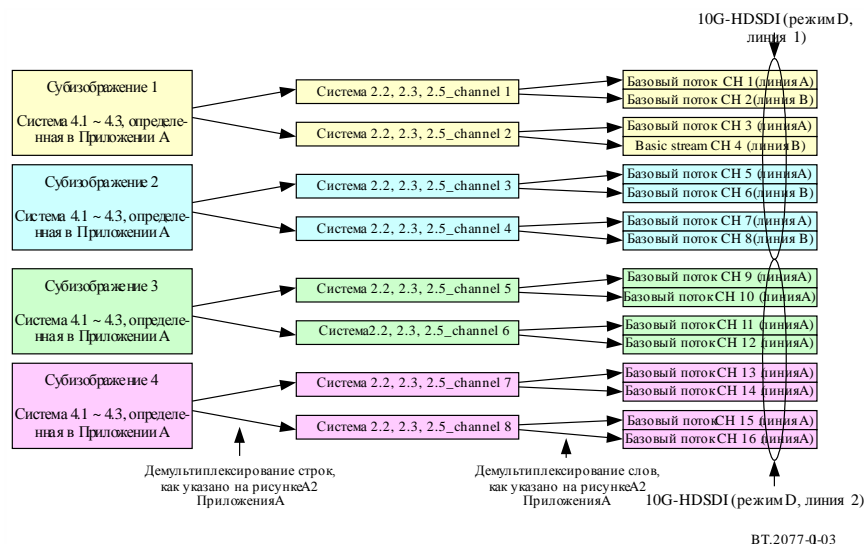 10G-HDSDI (режим D,
линия 1)
Субизображение 1
Система 4.1 ~ 4.3, определе-
нная в Приложении А
Система 2.2, 2.3, 2.5_channel 1
Система 2.2, 2.3, 2.5_channel 2
Базовый поток CH 1(линия А)
Базовый поток CH 2(линия В)
Базовый поток CH 3 (линия А)
Basic stream CH 4 (линия В)
Субизображение 2
Система 4.1 ~ 4.3, определе-
нная в Приложении А
Система 2.2, 2.3, 2.5_channel 3
Система 2.2, 2.3, 2.5_channel 4
Базовый поток CH 5 (линия А)
Базовый поток CH 6(линия В)
Базовый поток CH 7(линия А)
Базовый поток CH 8(линия В)
Субизображение 3
Система 4.1 ~ 4.3, определе-
нная в Приложении А
Система 2.2, 2.3, 2.5_channel 5
Система2.2, 2.3, 2.5_channel 6
Базовый поток CH 9 (линия А)
Базовый поток CH 10 (линия А)
Базовый поток CH 11 (линия А)
Базовый поток CH 12 (линия А)
Субизображение 4
Система 4.1 ~ 4.3, определе-
нная в Приложении А
Система 2.2, 2.3, 2.5_channel 7
Система 2.2, 2.3, 2.5_channel 8
Базовый поток CH 13 (линия А)
Базовый поток CH 14 (линия А)
Базовый поток CH 15 (линия А)
Базовый поток CH 16 (линия А)
Демультиплексирование строк,
как указано на рисунке А2
Приложения А
Демультиплексирование слов,
как указано на рисунке А2
Приложения А
10G-HDSDI (режим D, линия 2)
BT.2077-0-03